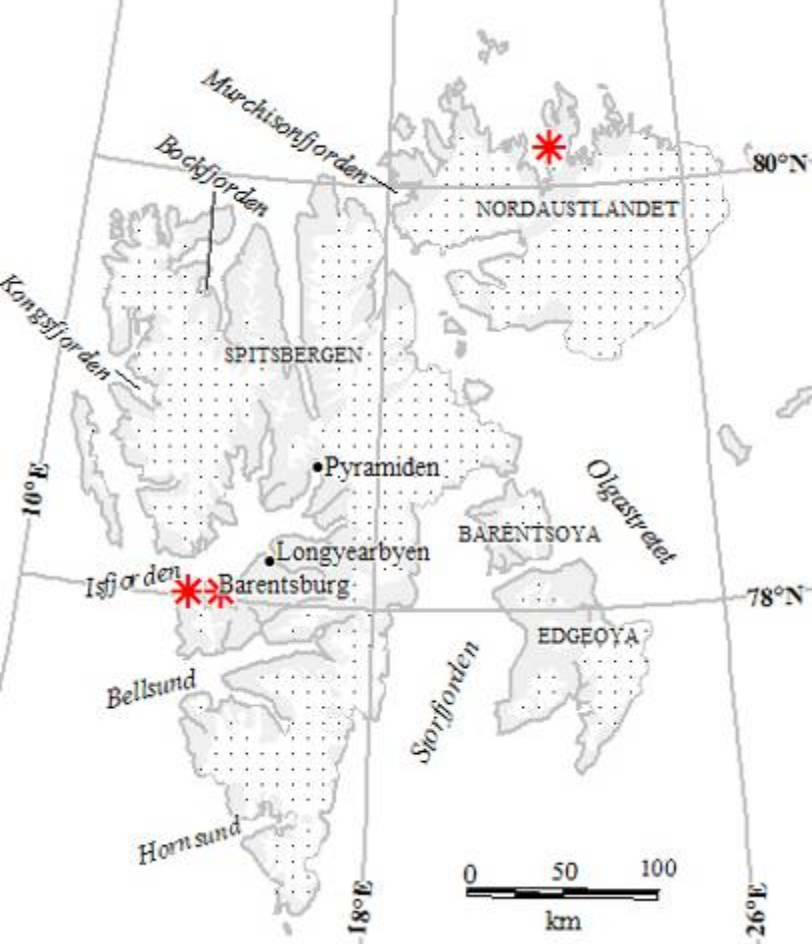 Murchisonfjorden
Bockfjorden
80°N
NORDAUSTLANDET
Kongsfjorden
SPITSBERGEN
Pyramiden
10°E
Olgastretet
BARENTSOYA
Longyearbyen
Isfjorden
Barentsburg
78°N
EDGEOYA
Bellsund
Storfjorden
Hornsund
0 50 100
km
18°E
26°E